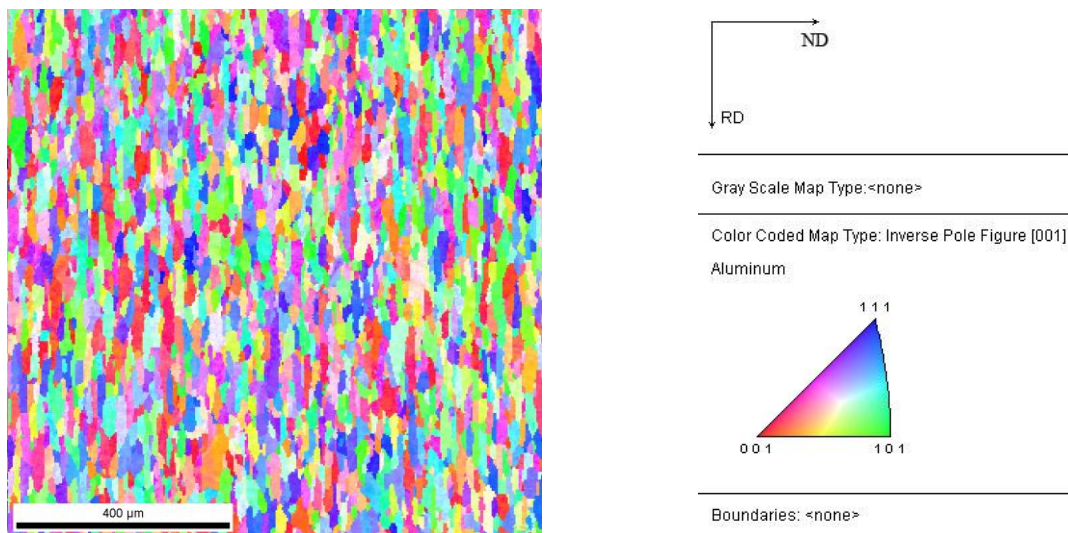 ND
RD
Gray Scale Map Type:<none>
Color Coded Map Type: Inverse Pole Figure [001]
Aluminum
1 1 1
0 0 1
1 0 1
400 µm
Boundaries: <none>